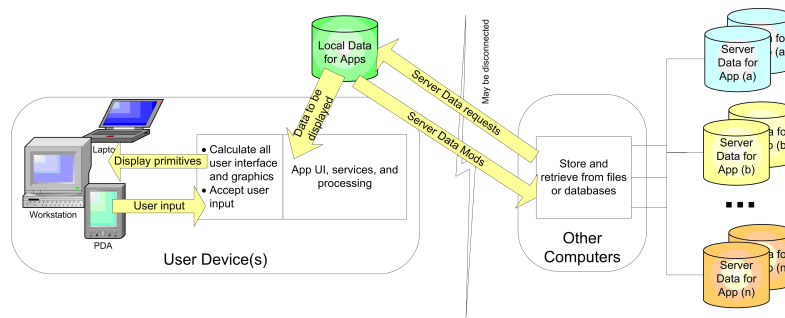 Local Data
for Apps
Data to be
displayed
Server Data requests
Server Data Mods
May be disconnected
Lapto
Workstation
PDA
Display primitives
User input
• Calculate all
user interface
and graphics
• Accept user
input
App UI, services, and
processing
User Device(s)
Store and
retrieve from files
or databases
Other
Computers
Server
Data for
App (a)
Server
Data for
App (b)
Server
Data for
App (n)